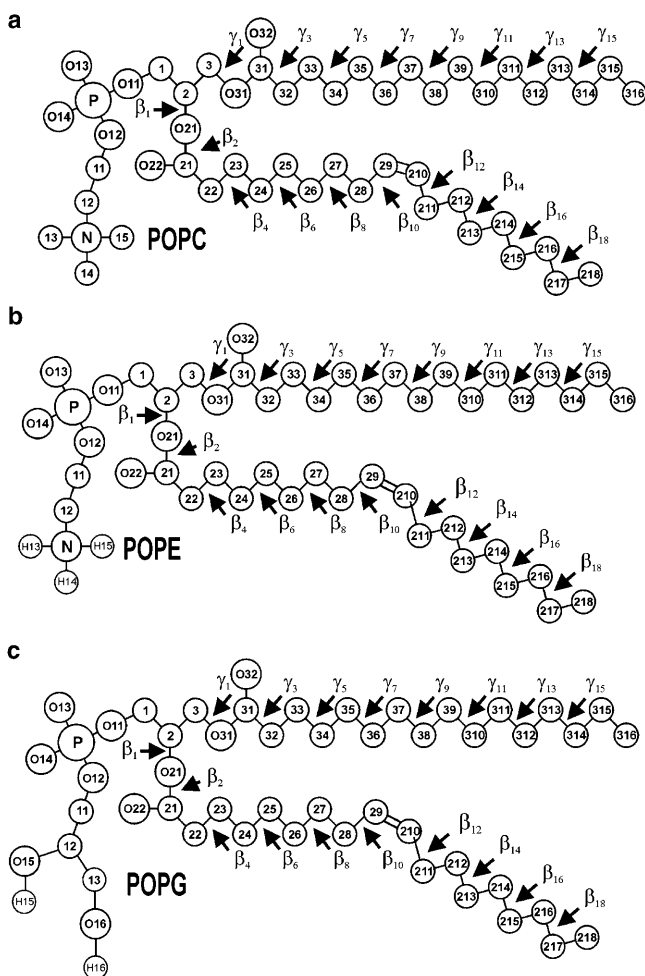 a
O32
γ1 γ3 γ5 γ7 γ9 γ11 γ13 γ15
O13 O11 1 3 31 33 35 37 39 311 313 315
P 2 O31 32 34 36 38 310 312 314 316
O14 β1 O21
O12 β2
11 O22 21 23 25 27 29 210
12 22 24 26 28 β12
β4 β6 β8 β10 211 212 β14
13 N 15 POPC 213 214 β16
14 215 216 β18
217 218
b
O32
γ1 γ3 γ5 γ7 γ9 γ11 γ13 γ15
O13 O11 1 3 31 33 35 37 39 311 313 315
P 2 O31 32 34 36 38 310 312 314 316
O14 β1 O21
O12 β2
11 O22 21 23 25 27 29 210
12 22 24 26 28 β12
β4 β6 β8 β10 211 212 β14
H13 N H15 POPE 213 214 β16
H14 215 216 β18
217 218
c
O32
γ1 γ3 γ5 γ7 γ9 γ11 γ13 γ15
O13 O11 1 3 31 33 35 37 39 311 313 315
P 2 O31 32 34 36 38 310 312 314 316
O14 β1 O21
O12 β2
11 O22 21 23 25 27 29 210
12 22 24 26 28 β12
O15 β4 β6 β8 β10 211 212 β14
13 213 214 β16
H15 POPG 215 216 β18
O16 217 218
H16